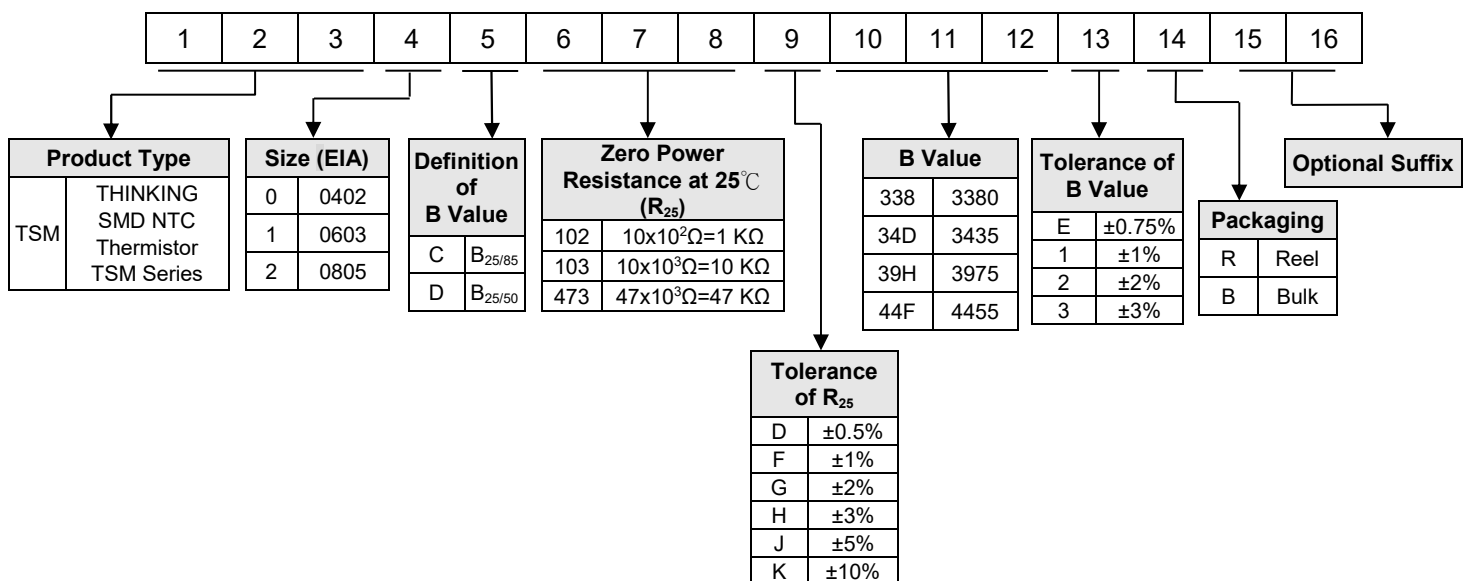 1 2 3 4 5 6 7 8 9 10 11 12 13 14 15 16
Product Type
TSM
THINKING
SMD NTC
Thermistor
TSM Series
Size (EIA)
0 0402
1 0603
2 0805
Definition
of
B Value
C B25/85
D B25/50
Zero Power
Resistance at 25℃
(R25)
102 10x10²Ω=1 KΩ
103 10x10³Ω=10 KΩ
473 47x10³Ω=47 KΩ
Tolerance
of R25
D ±0.5%
F ±1%
G ±2%
H ±3%
J ±5%
K ±10%
B Value
338 3380
34D 3435
39H 3975
44F 4455
Tolerance of
B Value
E ±0.75%
1 ±1%
2 ±2%
3 ±3%
Packaging
R Reel
B Bulk
Optional Suffix